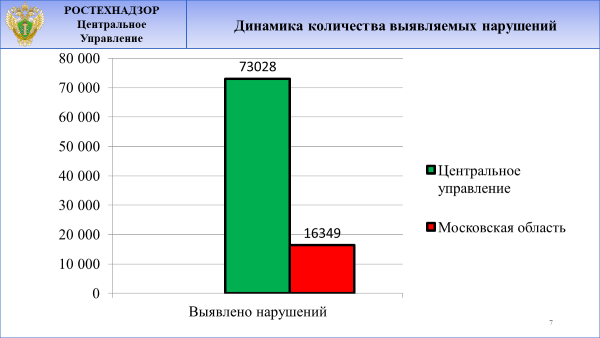 РОСТЕХНАДЗОР
Центральное
Управление
Динамика количества выявляемых нарушений
80 000
70 000
60 000
50 000
40 000
30 000
20 000
10 000
0
73028
16349
Выявлено нарушений
Центральное
управление
Московская область
7